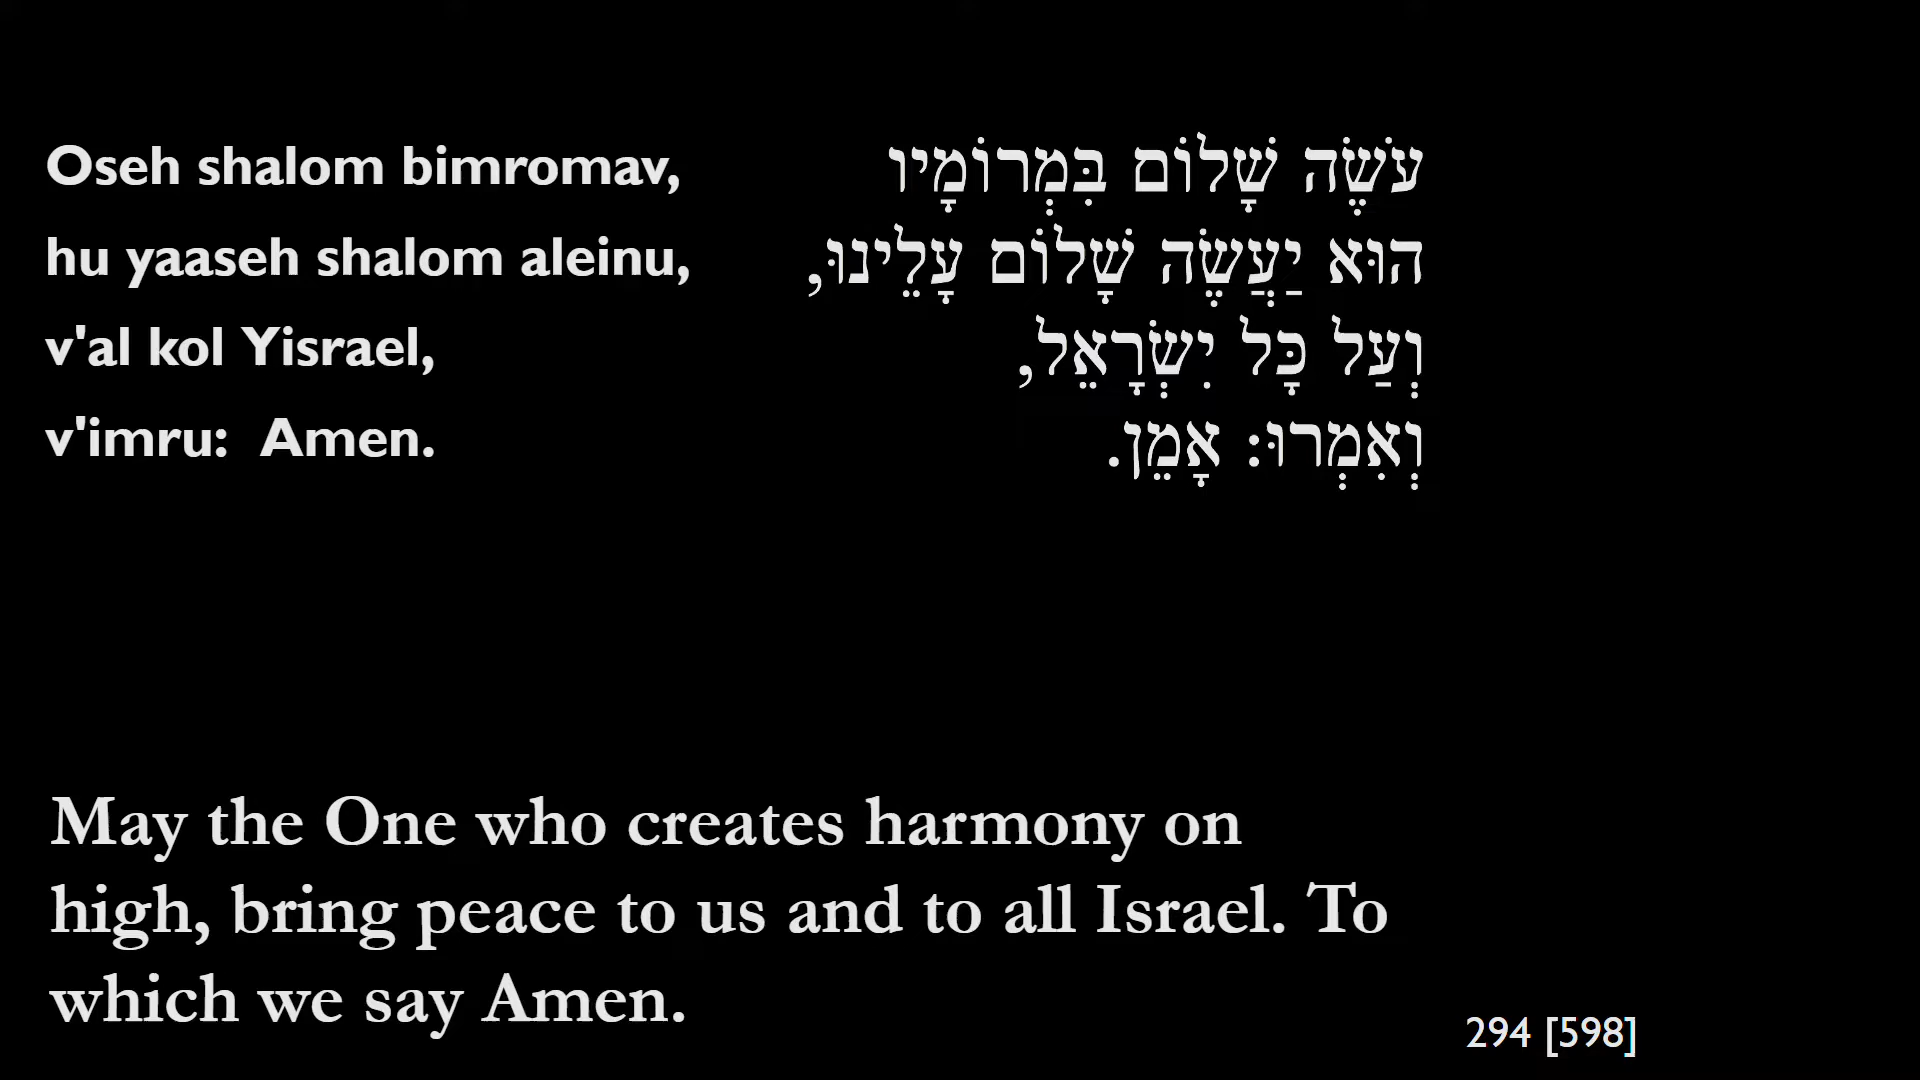 Oseh shalom bimromav,
hu yaaseh shalom aleinu,
v'al kol Yisrael,
v'imru:  Amen.
עֹשֶׂה שָׁלוֹם בִּמְרוֹמָיו
הוּא יַעֲשֶׂה שָׁלוֹם עָלֵינוּ,
וְעַל כָּל יִשְׂרָאֵל,
וְאִמְרוּ: אָמֵן.
May the One who creates harmony on
high, bring peace to us and to all Israel. To
which we say Amen.
294 [598]